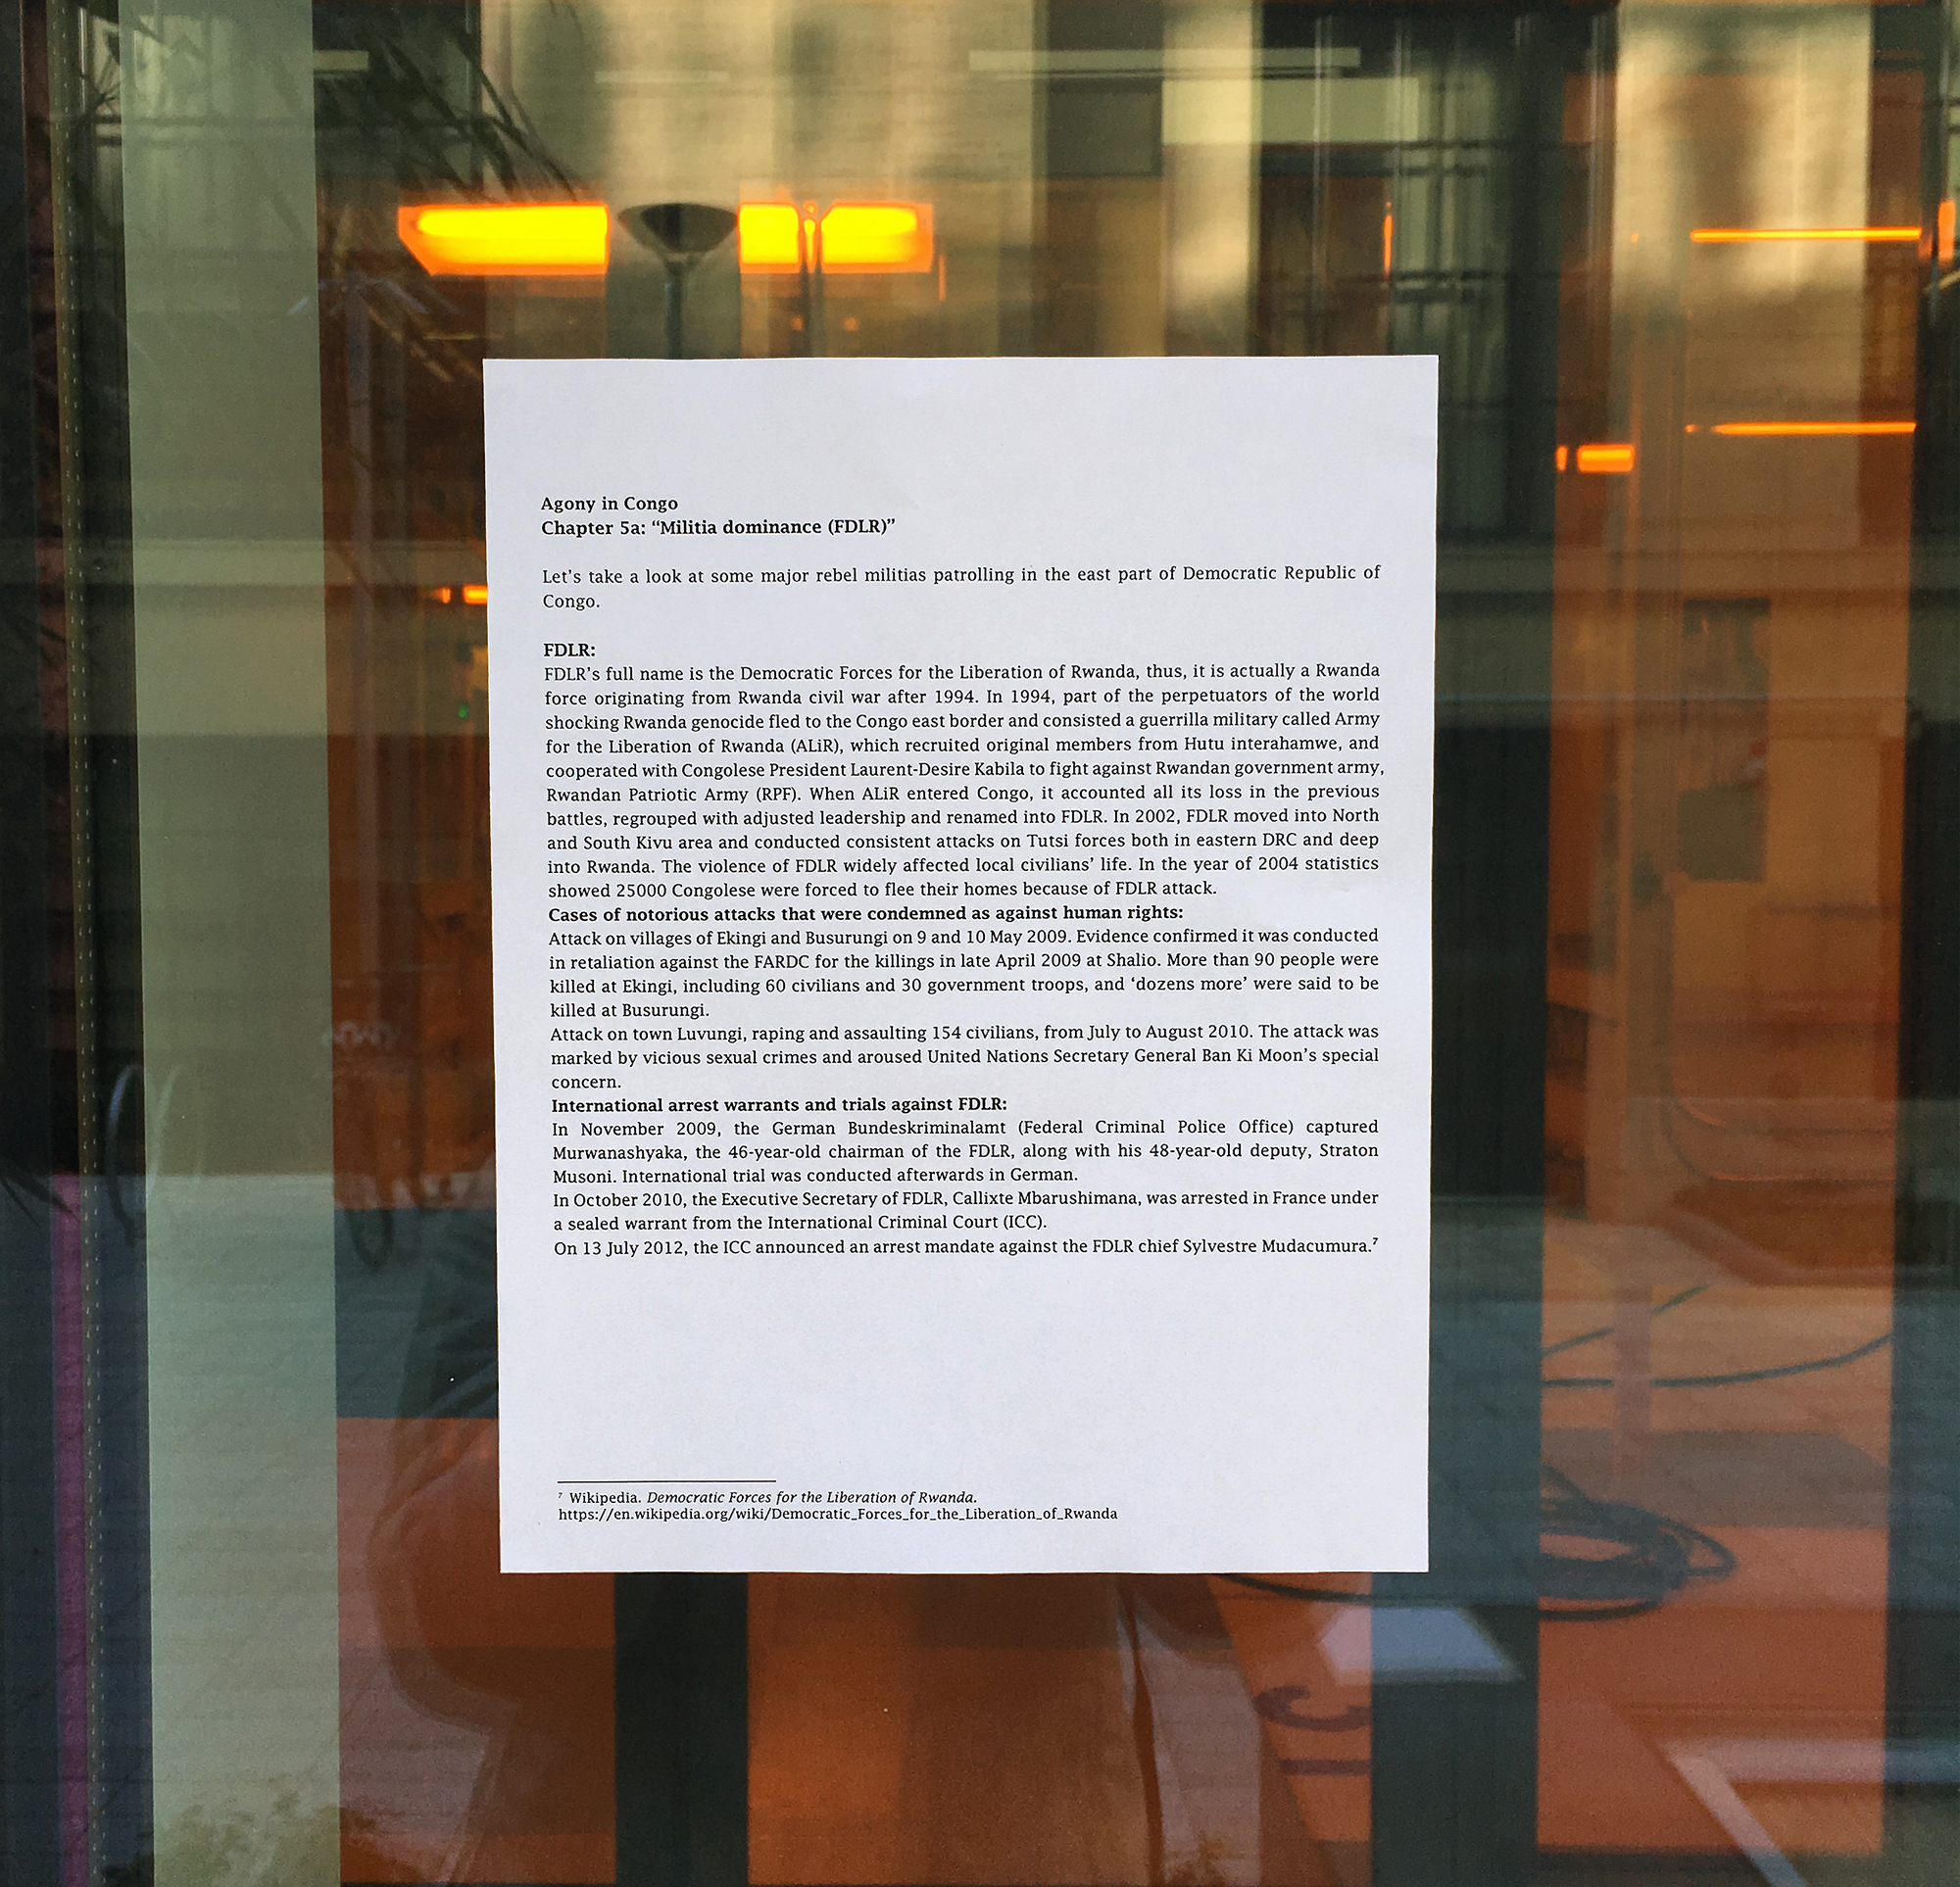 Agony in Congo
Chapter 5a: “Militia dominance (FDLR)”
Let’s take a look at some major rebel militias patrolling in the east part of Democratic Republic of
Congo.
FDLR:
FDLR’s full name is the Democratic Forces for the Liberation of Rwanda, thus, it is actually a Rwanda
force originating from Rwanda civil war after 1994. In 1994, part of the perpetuators of the world
shocking Rwanda genocide fled to the Congo east border and consisted a guerrilla military called Army
for the Liberation of Rwanda (ALiR), which recruited original members from Hutu interahamwe, and
cooperated with Congolese President Laurent-Desire Kabila to fight against Rwandan government army,
Rwandan Patriotic Army (RPF). When ALiR entered Congo, it accounted all its loss in the previous
battles, regrouped with adjusted leadership and renamed into FDLR. In 2002, FDLR moved into North
and South Kivu area and conducted consistent attacks on Tutsi forces both in eastern DRC and deep
into Rwanda. The violence of FDLR widely affected local civilians’ life. In the year of 2004 statistics
showed 25000 Congolese were forced to flee their homes because of FDLR attack.
Cases of notorious attacks that were condemned as against human rights:
Attack on villages of Ekingi and Busurungi on 9 and 10 May 2009. Evidence confirmed it was conducted
in retaliation against the FARDC for the killings in late April 2009 at Shalio. More than 90 people were
killed at Ekingi, including 60 civilians and 30 government troops, and ‘dozens more’ were said to be
killed at Busurungi.
Attack on town Luvungi, raping and assaulting 154 civilians, from July to August 2010. The attack was
marked by vicious sexual crimes and aroused United Nations Secretary General Ban Ki Moon’s special
concern.
International arrest warrants and trials against FDLR:
In November 2009, the German Bundeskriminalamt (Federal Criminal Police Office) captured
Murwanashyaka, the 46-year-old chairman of the FDLR, along with his 48-year-old deputy, Straton
Musoni. International trial was conducted afterwards in German.
In October 2010, the Executive Secretary of FDLR, Callixte Mbarushimana, was arrested in France under
a sealed warrant from the International Criminal Court (ICC).
On 13 July 2012, the ICC announced an arrest mandate against the FDLR chief Sylvestre Mudacumura.⁷
⁷ Wikipedia. Democratic Forces for the Liberation of Rwanda.
https://en.wikipedia.org/wiki/Democratic_Forces_for_the_Liberation_of_Rwanda